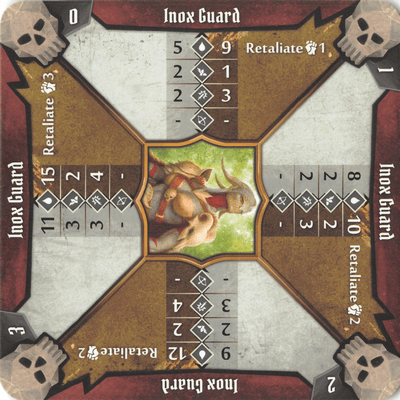 0
Inox Guard
5 9 Retaliate 1
2 1
2 3
- -
1
Inox Guard
8 10 Retaliate 2
2 2
2 3
- -
2
Inox Guard
9 12 Retaliate 2
2 2
3 4
- -
3
Inox Guard
11 15 Retaliate 3
3 2
3 4
- -